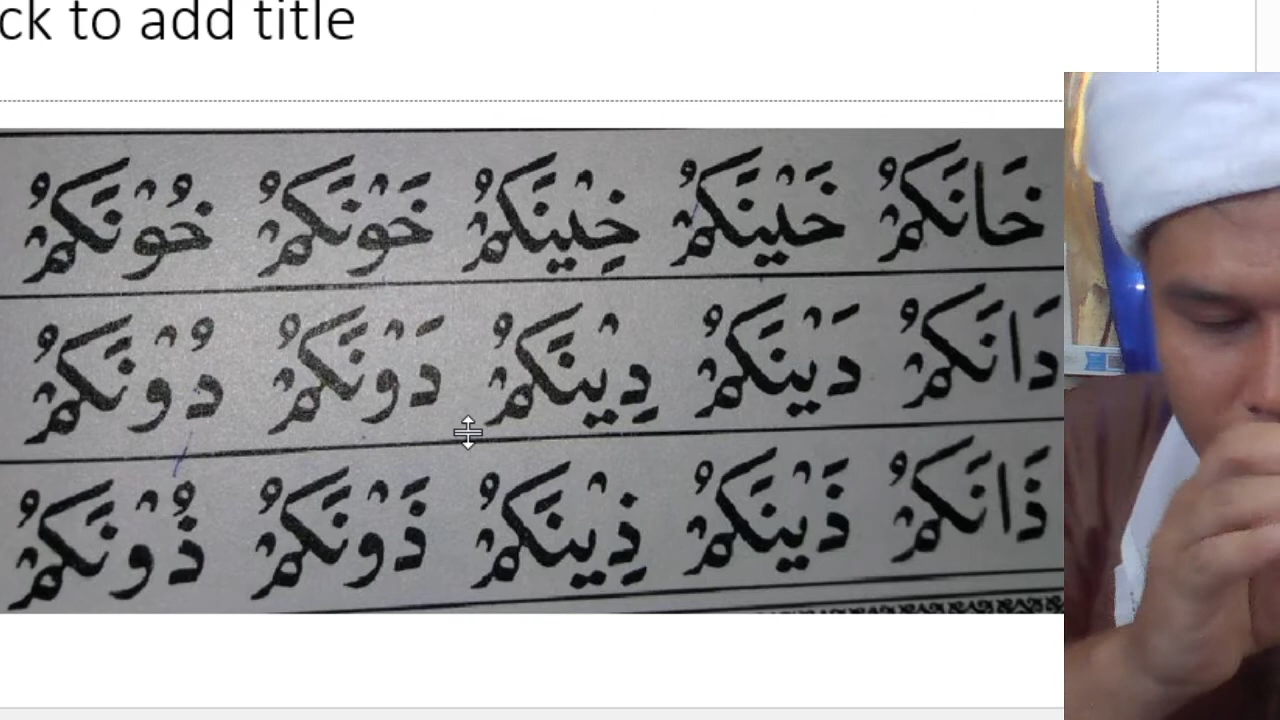 ck to add title
خَانَكُمْ خَيْنَكُمْ خِيْنَكُمْ خَوْنَكُمْ خُوْنَكُمْ
دَانَكُمْ دَيْنَكُمْ دِيْنَكُمْ دَوْنَكُمْ دُوْنَكُمْ
ذَانَكُمْ ذَيْنَكُمْ ذِيْنَكُمْ ذَوْنَكُمْ ذُوْنَكُمْ